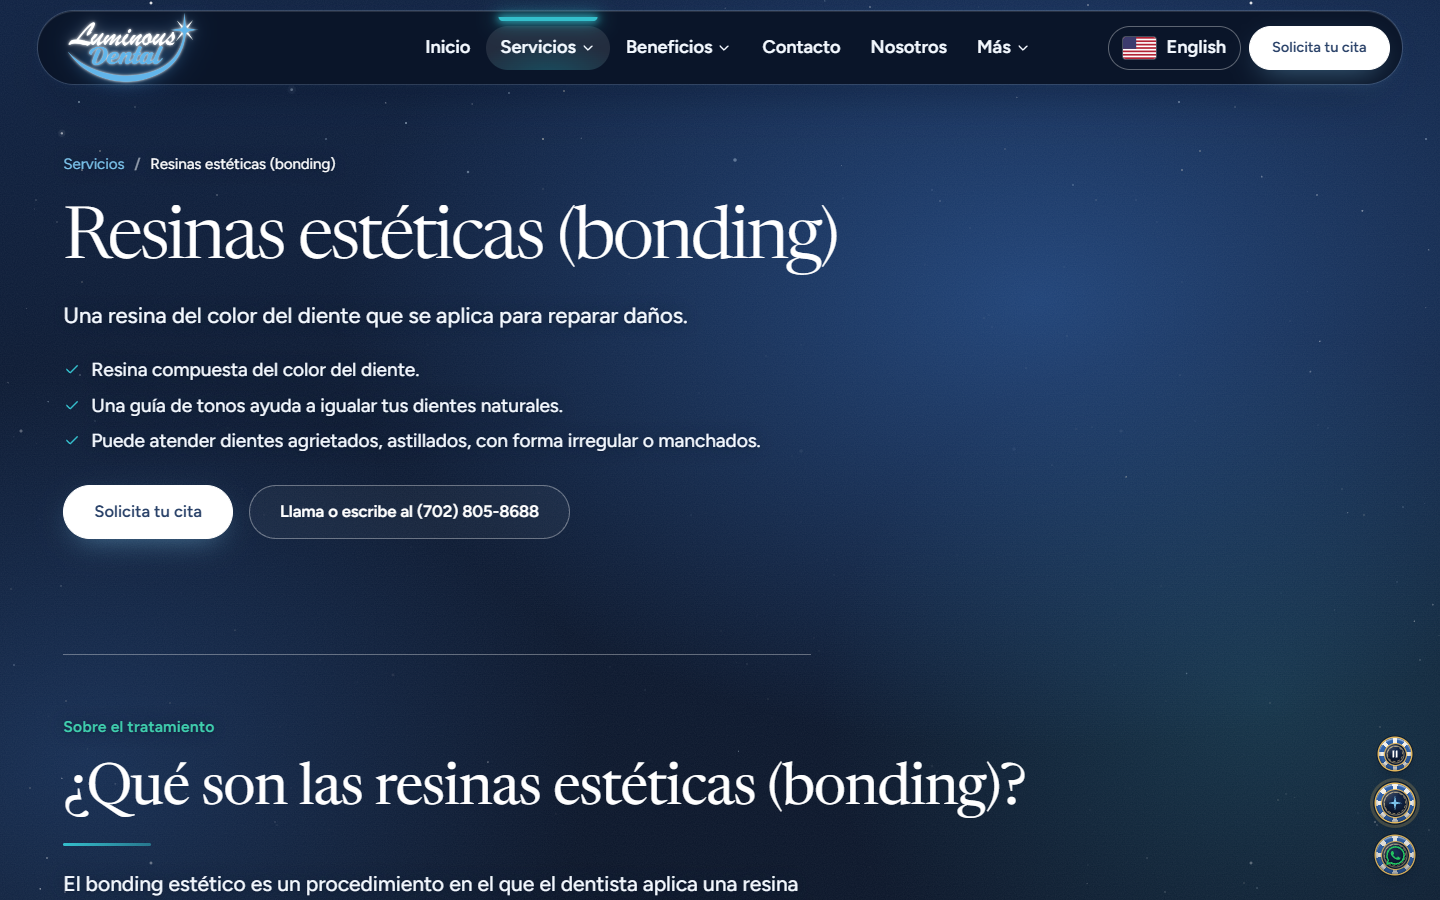 Luminous
Dental
Inicio
Servicios
Beneficios
Contacto
Nosotros
Más
English
Solicita tu cita
Servicios / Resinas estéticas (bonding)
Resinas estéticas (bonding)
Una resina del color del diente que se aplica para reparar daños.
Resina compuesta del color del diente.
Una guía de tonos ayuda a igualar tus dientes naturales.
Puede atender dientes agrietados, astillados, con forma irregular o manchados.
Solicita tu cita
Llama o escribe al (702) 805-8688
Sobre el tratamiento
¿Qué son las resinas estéticas (bonding)?
El bonding estético es un procedimiento en el que el dentista aplica una resina